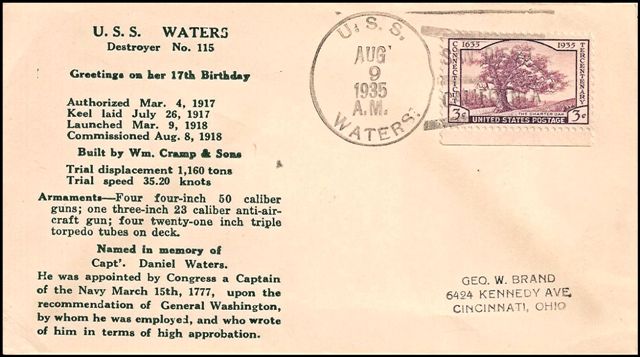 U. S. S. WATERS
Destroyer No. 115
Greetings on her 17th Birthday
Authorized Mar. 4, 1917
Keel laid July 26, 1917
Launched Mar. 9, 1918
Commissioned Aug. 8, 1918
Built by Wm. Cramp & Sons
Trial displacement 1,160 tons
Trial speed 35.20 knots
Armaments—Four four-inch 50 caliber
guns; one three-inch 23 caliber anti-air-
craft gun; four twenty-one inch triple
torpedo tubes on deck.
Named in memory of
Capt'. Daniel Waters.
He was appointed by Congress a Captain
of the Navy March 15th, 1777, upon the
recommendation of General Washington,
by whom he was employed, and who wrote
of him in terms of high approbation.
U. S. S.
AUG
9
1935
A.M.
WATERS
1635 1935
CONNECTICUT
TERCENTENARY
THE CHARTER OAK
3¢ UNITED STATES POSTAGE 3¢
GEO. W. BRAND
6424 KENNEDY AVE,
CINCINNATI, OHIO